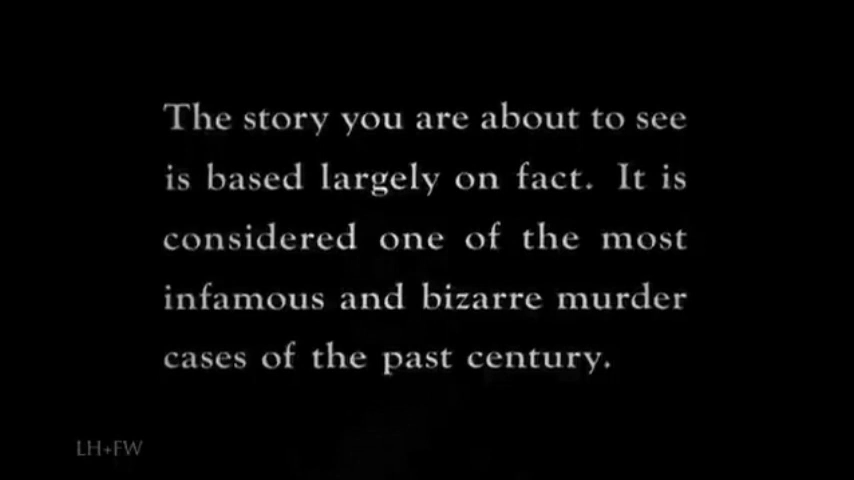 The story you are about to see
is based largely on fact. It is
considered one of the most
infamous and bizarre murder
cases of the past century.
LH+FW